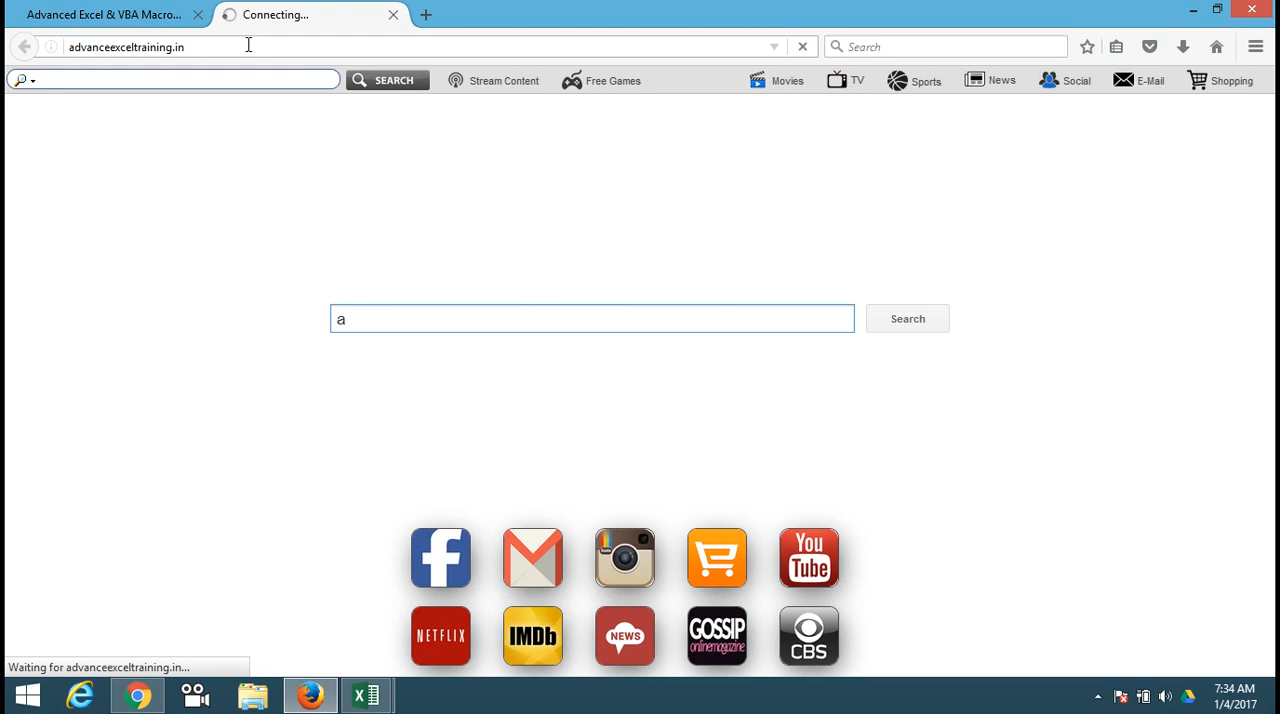 Advanced Excel & VBA Macro...
Connecting...
advanceexceltraining.in
Search
SEARCH
Stream Content
Free Games
Movies
TV
Sports
News
Social
E-Mail
Shopping
a
Search
You
Tube
NETFLIX
IMDb
NEWS
GOSSIP
onlinemagazine
CBS
Waiting for advanceexceltraining.in...
7:34 AM
1/4/2017